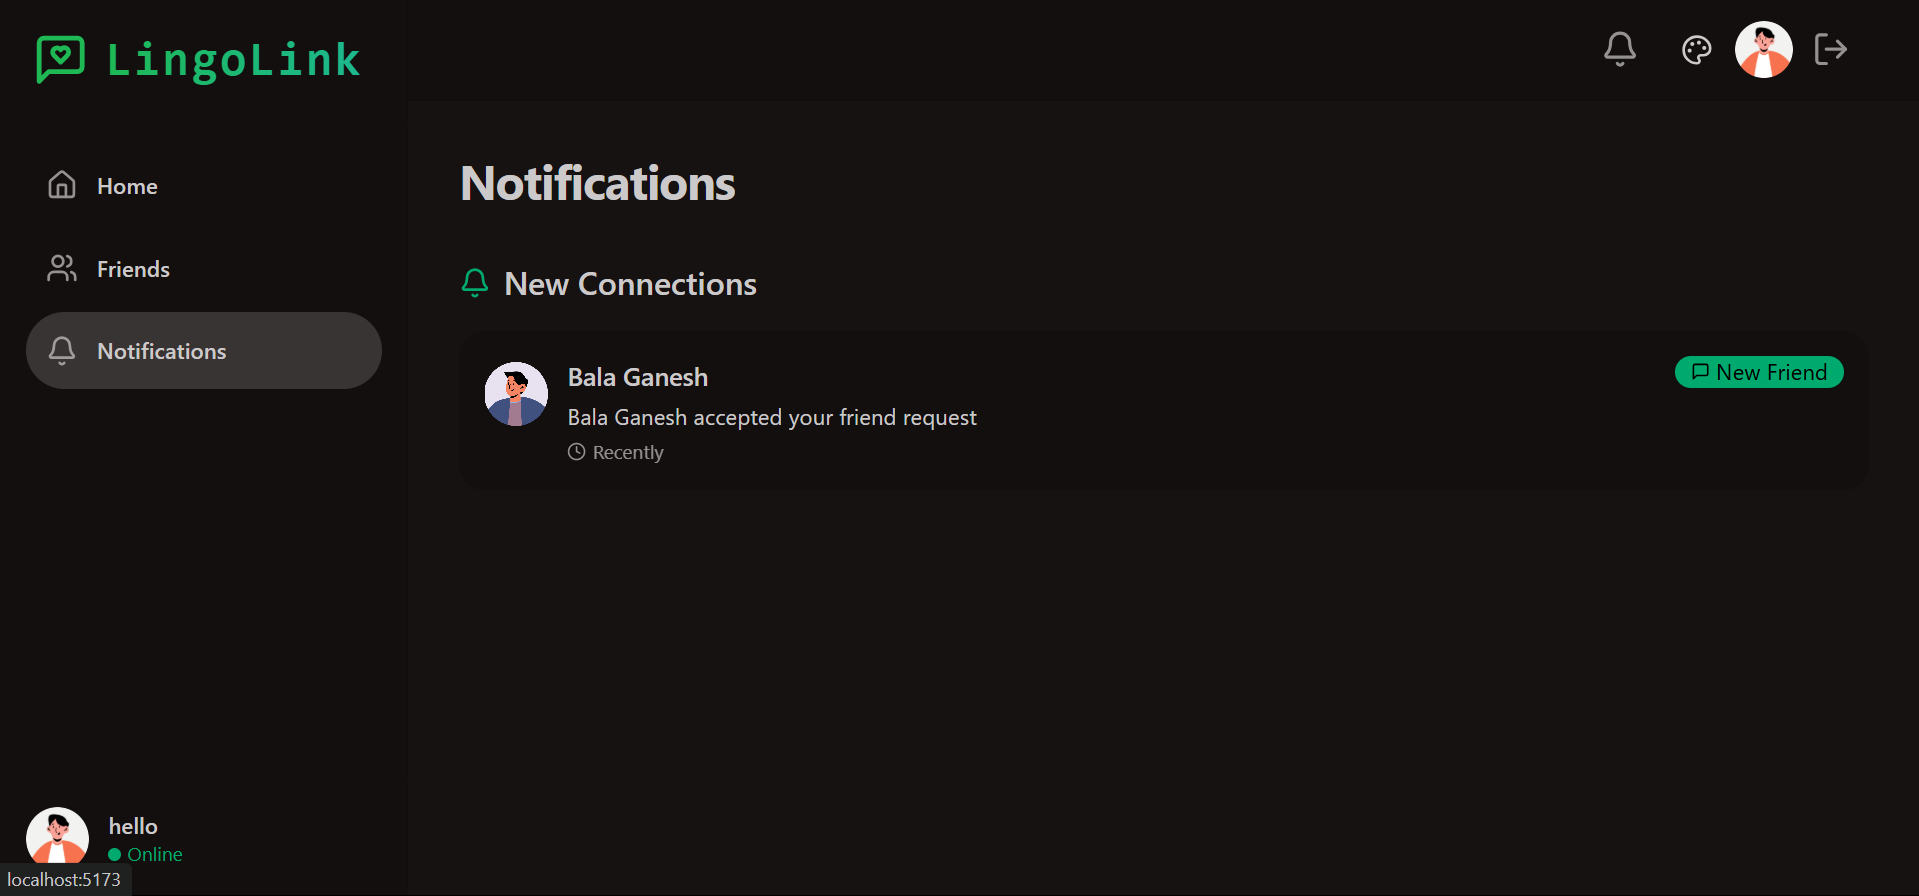 LingoLink
Home
Friends
Notifications
Notifications
New Connections
Bala Ganesh
New Friend
Bala Ganesh accepted your friend request
Recently
hello
Online
localhost:5173